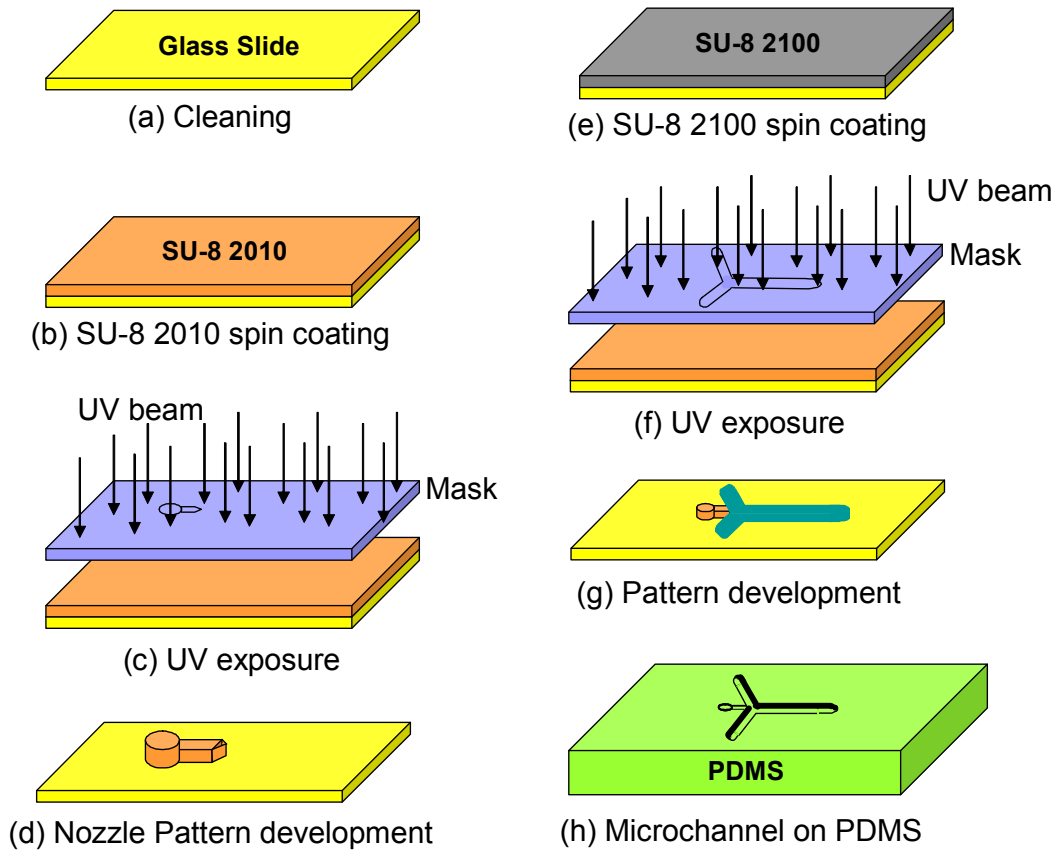 Glass Slide
(a) Cleaning
SU-8 2010
(b) SU-8 2010 spin coating
UV beam
Mask
(c) UV exposure
(d) Nozzle Pattern development
SU-8 2100
(e) SU-8 2100 spin coating
UV beam
Mask
(f) UV exposure
(g) Pattern development
PDMS
(h) Microchannel on PDMS